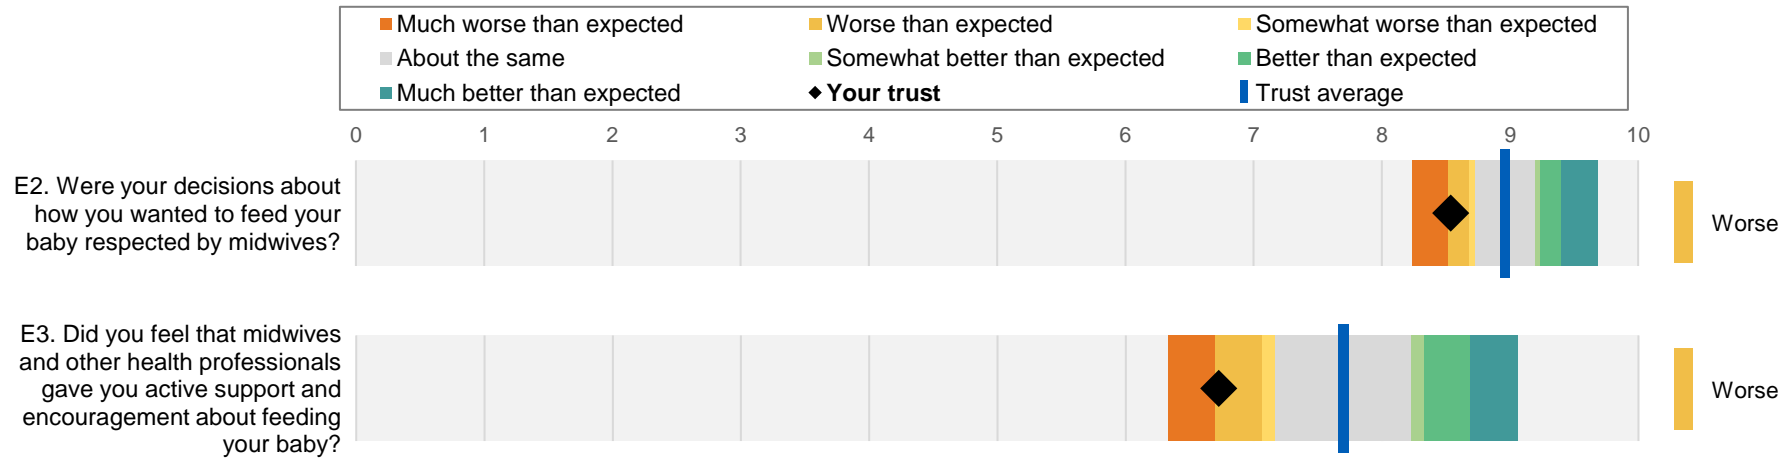 Much worse than expected Worse than expected Somewhat worse than expected
About the same Somewhat better than expected Better than expected
Much better than expected Your trust Trust average
0 1 2 3 4 5 6 7 8 9 10
E2. Were your decisions about
how you wanted to feed your
baby respected by midwives?
Worse
E3. Did you feel that midwives
and other health professionals
gave you active support and
encouragement about feeding
your baby?
Worse